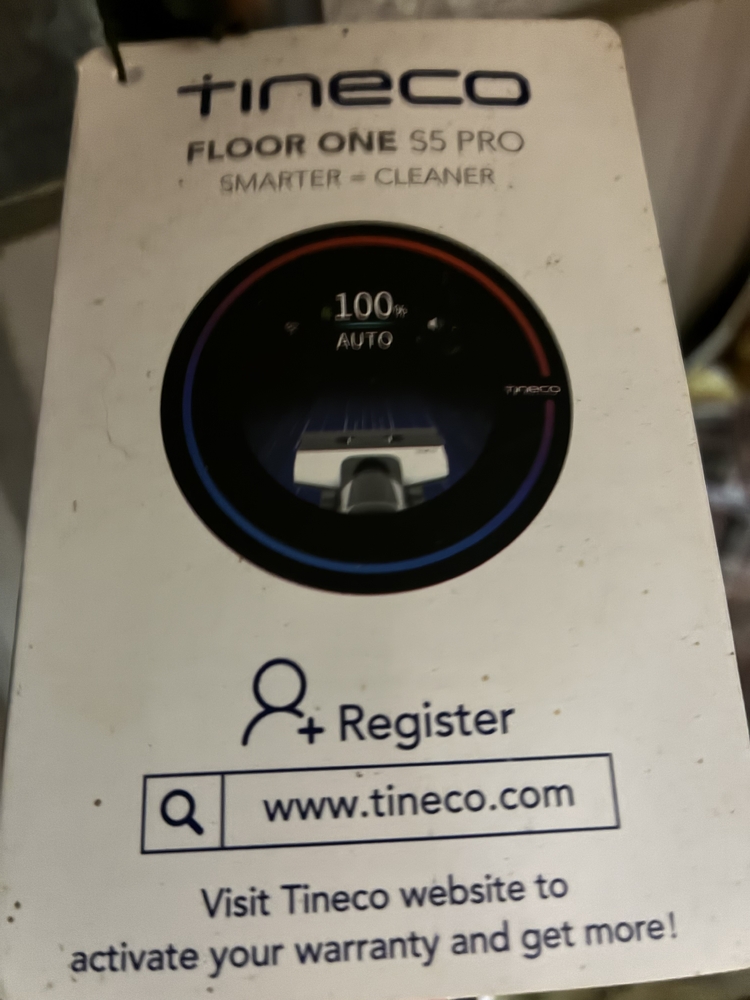 TINECO
FLOOR ONE S5 PRO
SMARTER = CLEANER
100%
AUTO
TINECO
Register
www.tineco.com
Visit Tineco website to
activate your warranty and get more!